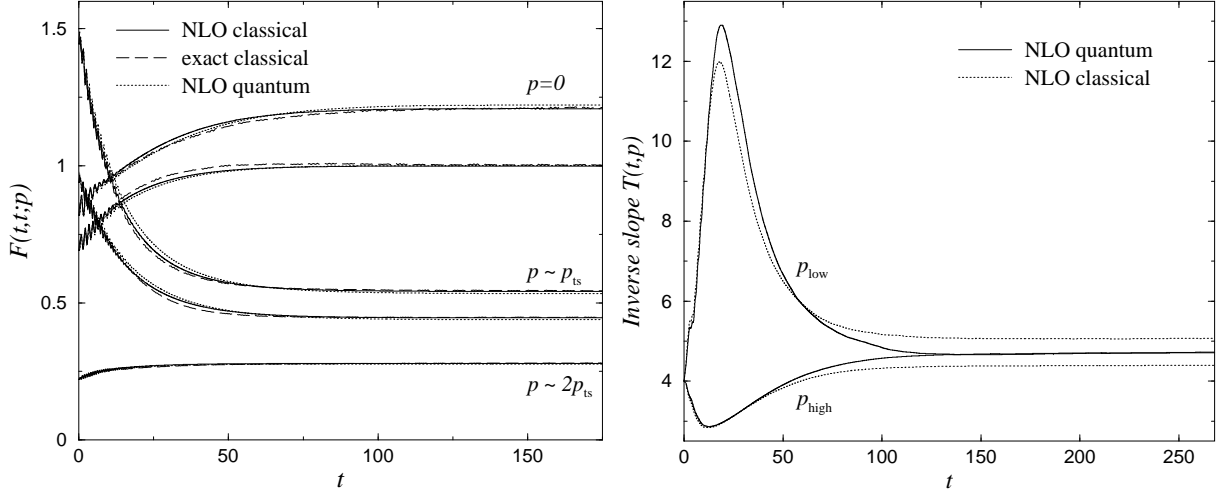 NLO classical
exact classical
NLO quantum
p=0
p ~ p_ts
p ~ 2p_ts
F(t,t;p)
1.5
1
0.5
0
0
50
100
150
t
NLO quantum
NLO classical
p_low
p_high
Inverse slope T(t,p)
12
10
8
6
4
0
50
100
150
200
250
t